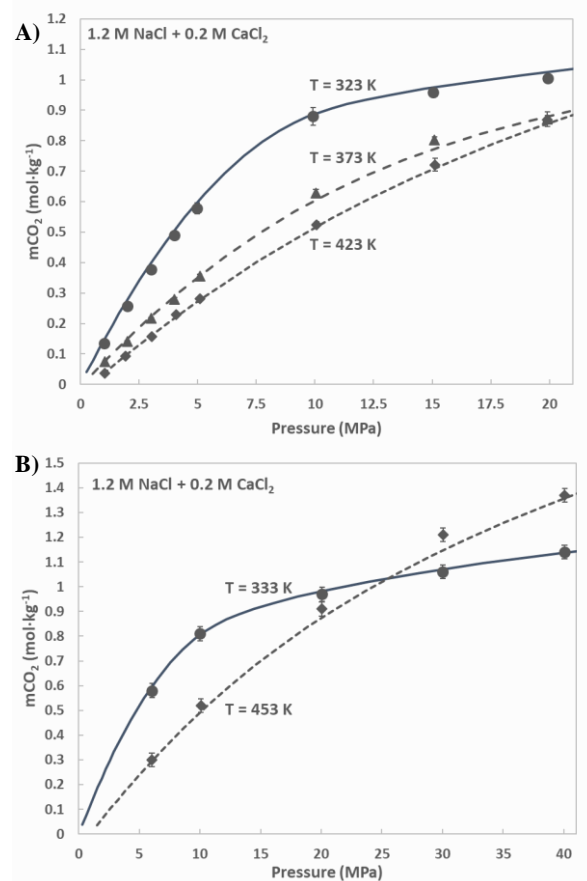 A)
1.2 M NaCl + 0.2 M CaCl₂
1.2
1.1
1
0.9
0.8
0.7
0.6
0.5
0.4
0.3
0.2
0.1
0
mCO₂ (mol·kg⁻¹)
T = 323 K
T = 373 K
T = 423 K
0 2.5 5 7.5 10 12.5 15 17.5 20
Pressure (MPa)
B)
1.2 M NaCl + 0.2 M CaCl₂
1.5
1.4
1.3
1.2
1.1
1
0.9
0.8
0.7
0.6
0.5
0.4
0.3
0.2
0.1
0
mCO₂ (mol·kg⁻¹)
T = 333 K
T = 453 K
0 5 10 15 20 25 30 35 40
Pressure (MPa)